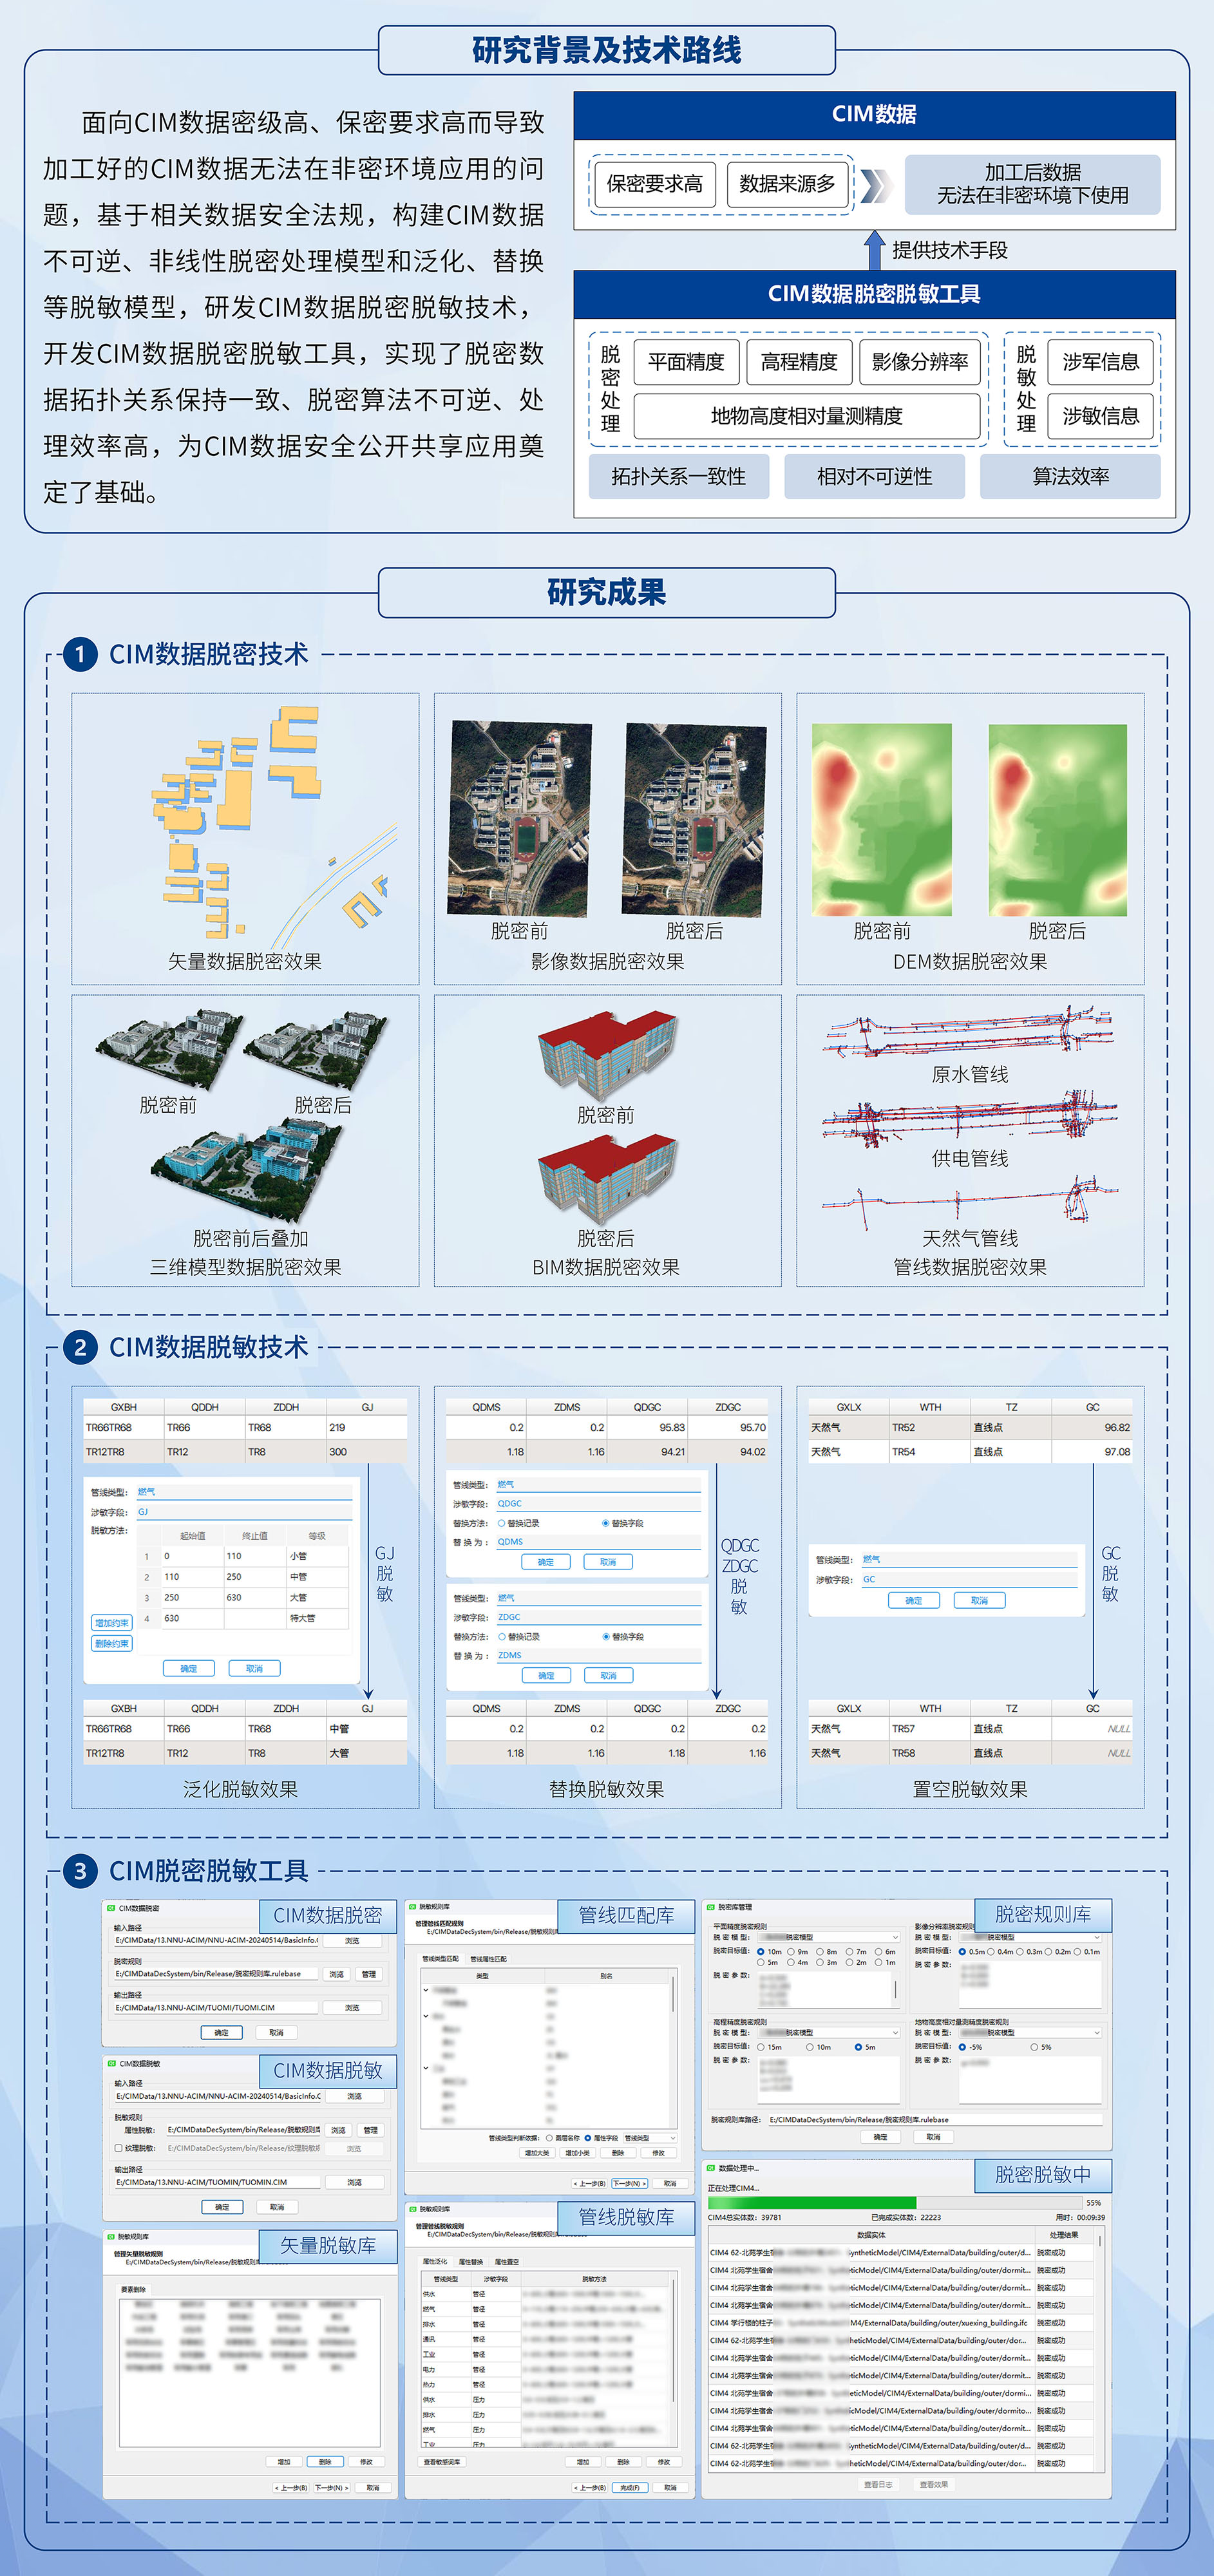 研究背景及技术路线
面向CIM数据密级高、保密要求高而导致
加工好的CIM数据无法在非密环境应用的问
题，基于相关数据安全法规，构建CIM数据
不可逆、非线性脱密处理模型和泛化、替换
等脱敏模型，研发CIM数据脱密脱敏技术，
开发CIM数据脱密脱敏工具，实现了脱密数
据拓扑关系保持一致、脱密算法不可逆、处
理效率高，为CIM数据安全公开共享应用奠
定了基础。
CIM数据
保密要求高 数据来源多
加工后数据
无法在非密环境下使用
提供技术手段
CIM数据脱密脱敏工具
脱密处理
平面精度 高程精度 影像分辨率
地物高度相对量测精度
脱敏处理
涉军信息
涉敏信息
拓扑关系一致性 相对不可逆性 算法效率
研究成果
1 CIM数据脱密技术
矢量数据脱密效果
脱密前 脱密后
影像数据脱密效果
脱密前 脱密后
DEM数据脱密效果
脱密前 脱密后
脱密前后叠加
三维模型数据脱密效果
脱密前
脱密后
BIM数据脱密效果
原水管线
供电管线
天然气管线
管线数据脱密效果
2 CIM数据脱敏技术
GXBH QDDH ZDDH GJ
TR66TR68 TR66 TR68 219
TR12TR8 TR12 TR8 300
管线类型： 燃气
涉敏字段： GJ
脱敏方法：
起始值 终止值 等级
1 0 110 小管
2 110 250 中管
3 250 630 大管
4 630 特大管
增加约束
删除约束
确定 取消
GJ脱敏
GXBH QDDH ZDDH GJ
TR66TR68 TR66 TR68 中管
TR12TR8 TR12 TR8 大管
泛化脱敏效果
QDMS ZDMS QDGC ZDGC
0.2 0.2 95.83 95.70
1.18 1.16 94.21 94.02
管线类型： 燃气
涉敏字段： QDGC
替换方法： 替换记录 替换字段
替 换 为： QDMS
确定 取消
管线类型： 燃气
涉敏字段： ZDGC
替换方法： 替换记录 替换字段
替 换 为： ZDMS
确定 取消
QDGC
ZDGC
脱
敏
QDMS ZDMS QDGC ZDGC
0.2 0.2 0.2 0.2
1.18 1.16 1.18 1.16
替换脱敏效果
GXLX WTH TZ GC
天然气 TR52 直线点 96.82
天然气 TR54 直线点 97.08
管线类型： 燃气
涉敏字段： GC
确定 取消
GC脱敏
GXLX WTH TZ GC
天然气 TR57 直线点 NULL
天然气 TR58 直线点 NULL
置空脱敏效果
3 CIM脱密脱敏工具
CIM数据脱密
CIM数据脱密
输入路径
E:/CIMData/13.NNU-ACIM/NNU-ACIM-20240514/BasicInfo.( 浏览
脱密规则
E:/CIMDataDecSystem/bin/Release/脱密规则库.rulebase 浏览 管理
输出路径
E:/CIMData/13.NNU-ACIM/TUOMI/TUOMI.CIM 浏览
确定 取消
CIM数据脱敏
CIM数据脱敏
输入路径
E:/CIMData/13.NNU-ACIM/NNU-ACIM-20240514/BasicInfo.C 浏览
脱敏规则
属性脱敏： E:/CIMDataDecSystem/bin/Release/脱敏规则库 浏览 管理
纹理脱敏： E:/CIMDataDecSystem/bin/Release/纹理脱敏 浏览
输出路径
E:/CIMData/13.NNU-ACIM/TUOMIN/TUOMIN.CIM 浏览
确定 取消
脱敏规则库
矢量脱敏库
管理矢量脱敏规则
E:/CIMDataDecSystem/bin/Release/脱敏规则库
要素删除
增加 删除 修改
< 上一步(B) 下一步(N) > 取消
脱敏规则库
管线匹配库
管理管线匹配规则
E:/CIMDataDecSystem/bin/Release/脱敏规则
管线类型匹配 管线属性匹配
类型 别名
管线类型判断依据： 图层名称 属性字段 管线类型
增加大类 增加小类 删除 修改
< 上一步(B) 下一步(N) > 取消
脱敏规则库
管线脱敏库
管理管线脱敏规则
E:/CIMDataDecSystem/bin/Release/脱敏规则
属性泛化 属性替换 属性置空
管线类型 涉敏字段 脱敏方法
供水 管径
燃气 管径
排水 管径
通讯 管径
工业 管径
电力 管径
热力 管径
供水 压力
排水 压力
燃气 压力
工业 压力
查看敏感词库 增加 删除 修改
< 上一步(B) 完成(F) 取消
脱密库管理
脱密规则库
平面精度脱密规则
脱 密 模 型： 脱密模型
脱密目标值： 10m 9m 8m 7m 6m
5m 4m 3m 2m 1m
脱 密 参 数：
影像分辨率脱密规则
脱 密 模 型： 脱密模型
脱密目标值： 0.5m 0.4m 0.3m 0.2m 0.1m
脱 密 参 数：
高程精度脱密规则
脱 密 模 型： 脱密模型
脱密目标值： 15m 10m 5m
脱 密 参 数：
地物高度相对量测精度脱密规则
脱 密 模 型： 脱密模型
脱密目标值： -5% 5%
脱 密 参 数：
脱密规则库路径： E:/CIMDataDecSystem/bin/Release/脱密规则库.rulebase
确定 取消
数据处理中...
脱密脱敏中
正在处理CIM4...
55%
CIM4总实体数： 39781 已完成实体数： 22223 用时： 00:09:39
数据实体 处理结果
CIM4 62-北苑学生宿 SyntheticModel/CIM4/ExternalData/building/outer/d... 脱密成功
CIM4 北苑学生宿舍 ticModel/CIM4/ExternalData/building/outer/dormit... 脱密成功
CIM4 北苑学生宿舍 ticModel/CIM4/ExternalData/building/outer/dormit... 脱密成功
CIM4 北苑学生宿舍 ticModel/CIM4/ExternalData/building/outer/dormit... 脱密成功
CIM4 学行楼的柱子 M4/ExternalData/building/outer/xuexing_building.ifc 脱密成功
CIM4 62-北苑学生 heticModel/CIM4/ExternalData/building/outer/dor... 脱密成功
CIM4 北苑学生宿舍 ticModel/CIM4/ExternalData/building/outer/dormit... 脱密成功
CIM4 北苑学生宿舍 ticModel/CIM4/ExternalData/building/outer/dormit... 脱密成功
CIM4 北苑学生宿舍 eticModel/CIM4/ExternalData/building/outer/dormi... 脱密成功
CIM4 北苑学生宿舍 icModel/CIM4/ExternalData/building/outer/dormito... 脱密成功
CIM4 北苑学生宿舍 eticModel/CIM4/ExternalData/building/outer/dormit... 脱密成功
CIM4 62-北苑学生 yntheticModel/CIM4/ExternalData/building/outer/d... 脱密成功
CIM4 62-北苑学生 ntheticModel/CIM4/ExternalData/building/outer/dor... 脱密成功
查看日志 查看效果